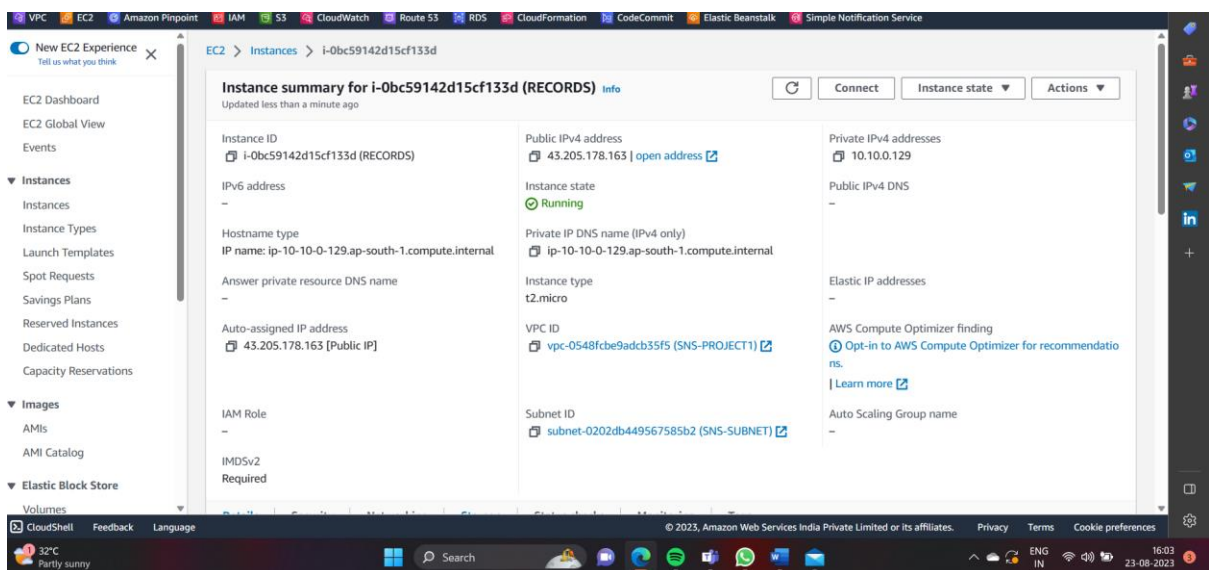 VPC EC2 Amazon Pinpoint IAM S3 CloudWatch Route 53 RDS CloudFormation CodeCommit Elastic Beanstalk Simple Notification Service
New EC2 Experience
Tell us what you think
EC2 Dashboard
EC2 Global View
Events
Instances
Instances
Instance Types
Launch Templates
Spot Requests
Savings Plans
Reserved Instances
Dedicated Hosts
Capacity Reservations
Images
AMIs
AMI Catalog
Elastic Block Store
Volumes
EC2 > Instances > i-0bc59142d15cf133d
Instance summary for i-0bc59142d15cf133d (RECORDS) Info
Updated less than a minute ago
Connect Instance state Actions
Instance ID
i-0bc59142d15cf133d (RECORDS)
Public IPv4 address
43.205.178.163 | open address
Private IPv4 addresses
10.10.0.129
IPv6 address
–
Instance state
Running
Public IPv4 DNS
–
Hostname type
IP name: ip-10-10-0-129.ap-south-1.compute.internal
Private IP DNS name (IPv4 only)
ip-10-10-0-129.ap-south-1.compute.internal
Answer private resource DNS name
–
Instance type
t2.micro
Elastic IP addresses
–
Auto-assigned IP address
43.205.178.163 [Public IP]
VPC ID
vpc-0548fcbe9adcb35f5 (SNS-PROJECT1)
AWS Compute Optimizer finding
Opt-in to AWS Compute Optimizer for recommendatio
ns.
| Learn more
IAM Role
–
Subnet ID
subnet-0202db449567585b2 (SNS-SUBNET)
Auto Scaling Group name
–
IMDSv2
Required
CloudShell Feedback Language
© 2023, Amazon Web Services India Private Limited or its affiliates. Privacy Terms Cookie preferences
32°C
Partly sunny
Search
ENG
IN
16:03
23-08-2023